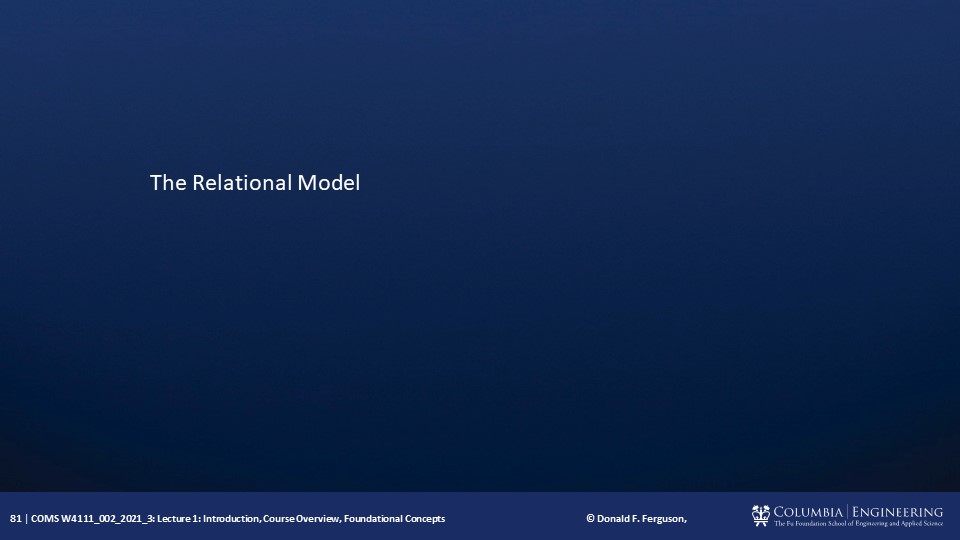 The Relational Model
81 | COMS W4111_002_2021_3: Lecture 1: Introduction, Course Overview, Foundational Concepts
© Donald F. Ferguson,
COLUMBIA | ENGINEERING
The Fu Foundation School of Engineering and Applied Science